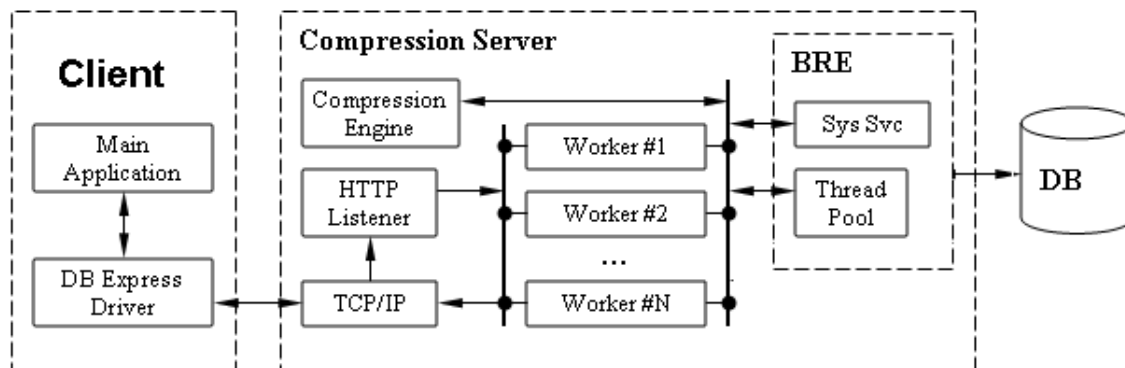 Client
Main
Application
DB Express
Driver
Compression Server
Compression
Engine
HTTP
Listener
TCP/IP
Worker #1
Worker #2
...
Worker #N
BRE
Sys Svc
Thread
Pool
DB